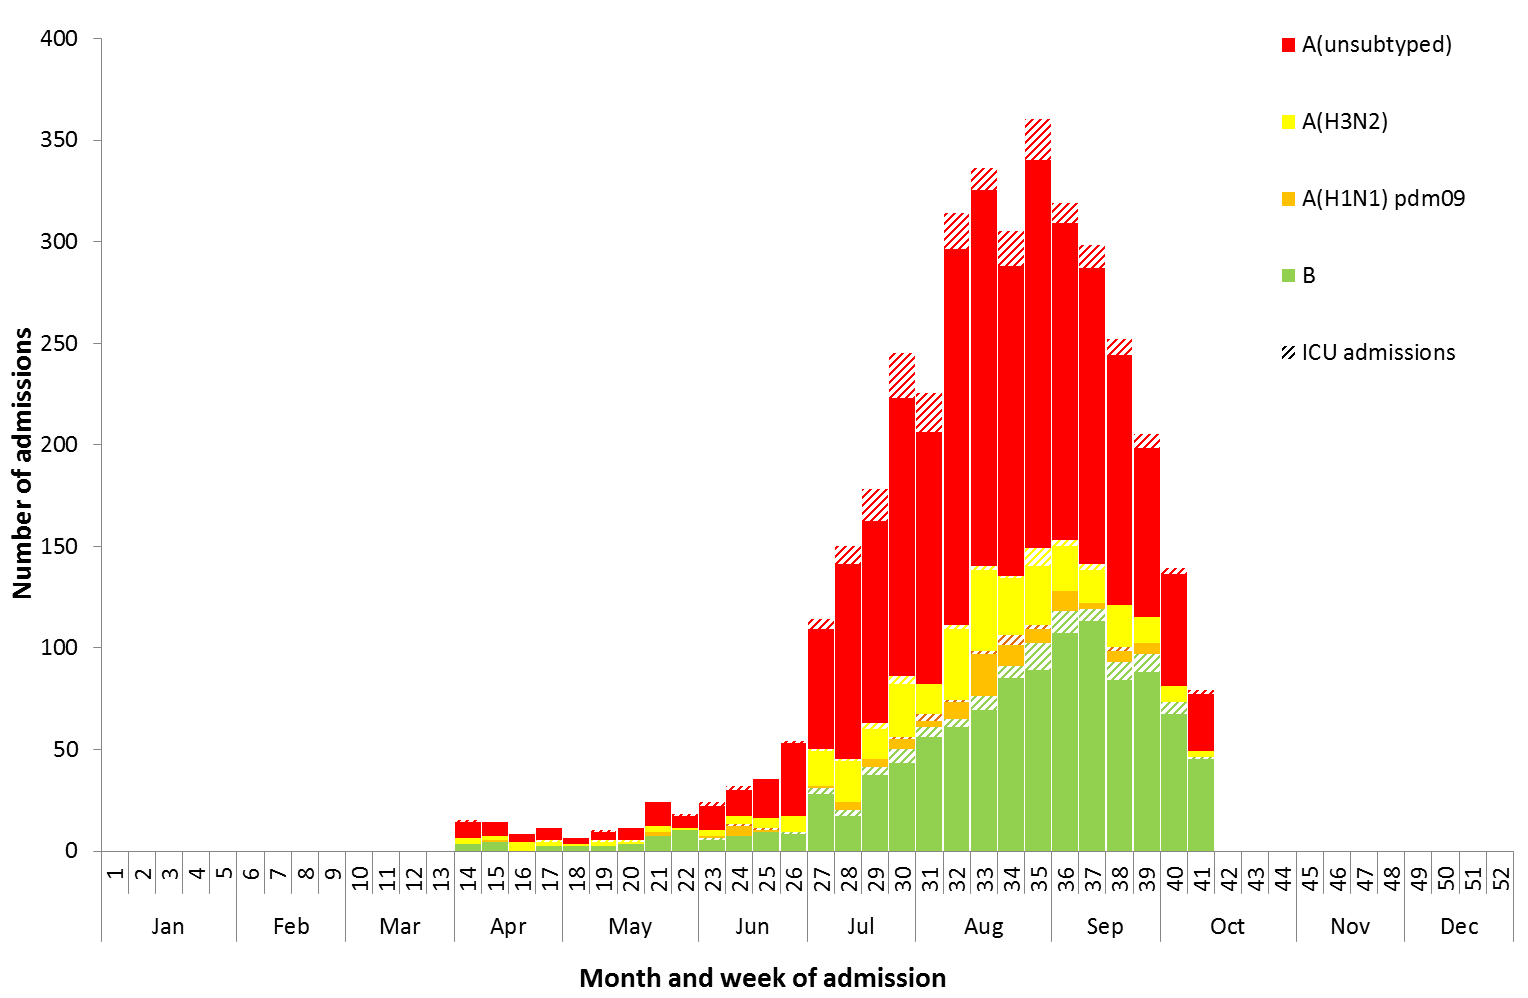 400
350
300
250
200
150
100
50
0
Number of admissions
A(unsubtyped)
A(H3N2)
A(H1N1) pdm09
B
ICU admissions
1 2 3 4 5 6 7 8 9 10 11 12 13 14 15 16 17 18 19 20 21 22 23 24 25 26 27 28 29 30 31 32 33 34 35 36 37 38 39 40 41 42 43 44 45 46 47 48 49 50 51 52
Jan Feb Mar Apr May Jun Jul Aug Sep Oct Nov Dec
Month and week of admission